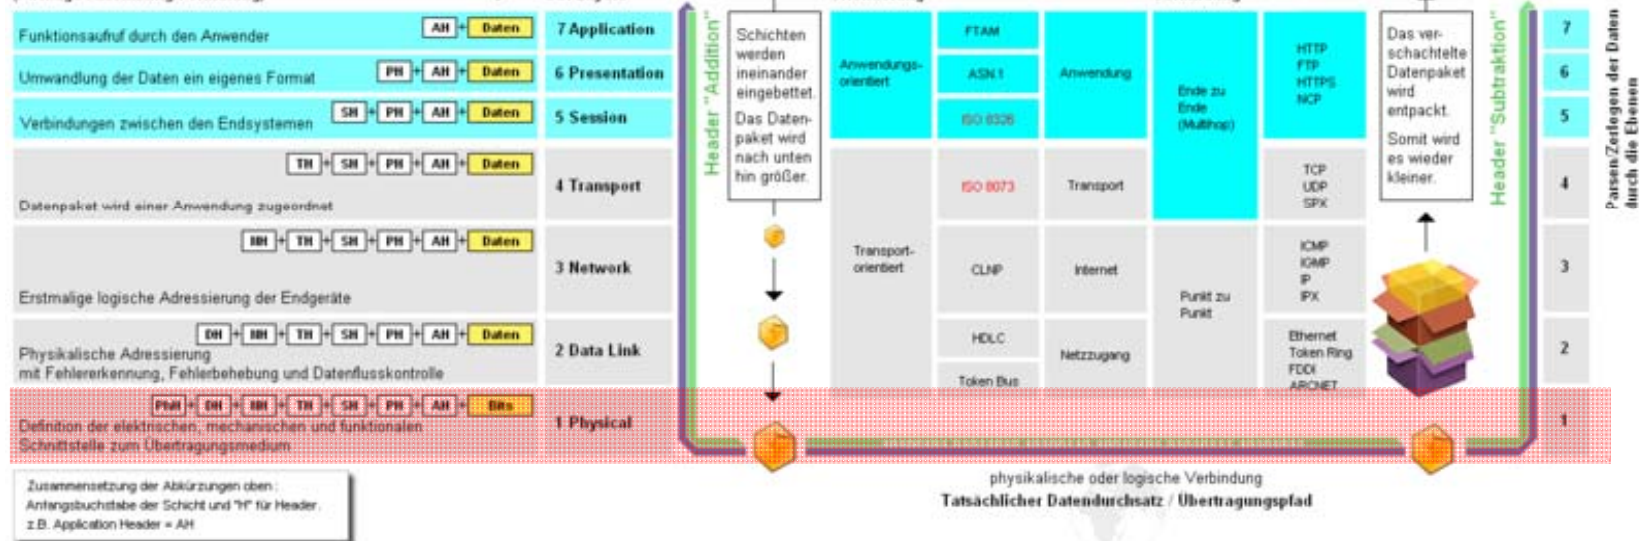 Funktionsaufruf durch den Anwender
AH + Daten
7 Application
Umwandlung der Daten ein eigenes Format
PH + AH + Daten
6 Presentation
Verbindungen zwischen den Endsystemen
SH + PH + AH + Daten
5 Session
TH + SH + PH + AH + Daten
4 Transport
Datenpaket wird einer Anwendung zugeordnet
NH + TH + SH + PH + AH + Daten
3 Network
Erstmalige logische Adressierung der Endgeräte
DH + NH + TH + SH + PH + AH + Daten
2 Data Link
Physikalische Adressierung
mit Fehlererkennung, Fehlerbehebung und Datenflusskontrolle
PhH + DH + NH + TH + SH + PH + AH + Bits
1 Physical
Definition der elektrischen, mechanischen und funktionalen
Schnittstelle zum Übertragungsmedium
Zusammensetzung der Abkürzungen oben :
Anfangsbuchstabe der Schicht und "H" für Header.
z.B. Application Header = AH
Header "Addition"
Schichten
werden
ineinander
eingebettet.
Das Daten-
paket wird
nach unten
hin größer.
Anwendungs-
orientiert
Transport-
orientiert
FTAM
ASN.1
ISO 8326
ISO 8073
CLNP
HDLC
Token Bus
Anwendung
Transport
Internet
Netzzugang
Ende zu
Ende
(Multihop)
Punkt zu
Punkt
HTTP
FTP
HTTPS
NCP
TCP
UDP
SPX
ICMP
IGMP
IP
IPX
Ethernet
Token Ring
FDDI
ARCNET
Das ver-
schachtelte
Datenpaket
wird
entpackt.
Somit wird
es wieder
kleiner.
Header "Subtraktion"
7
6
5
4
3
2
1
Parsen/Zerlegen der Daten
durch die Ebenen
physikalische oder logische Verbindung
Tatsächlicher Datendurchsatz / Übertragungspfad